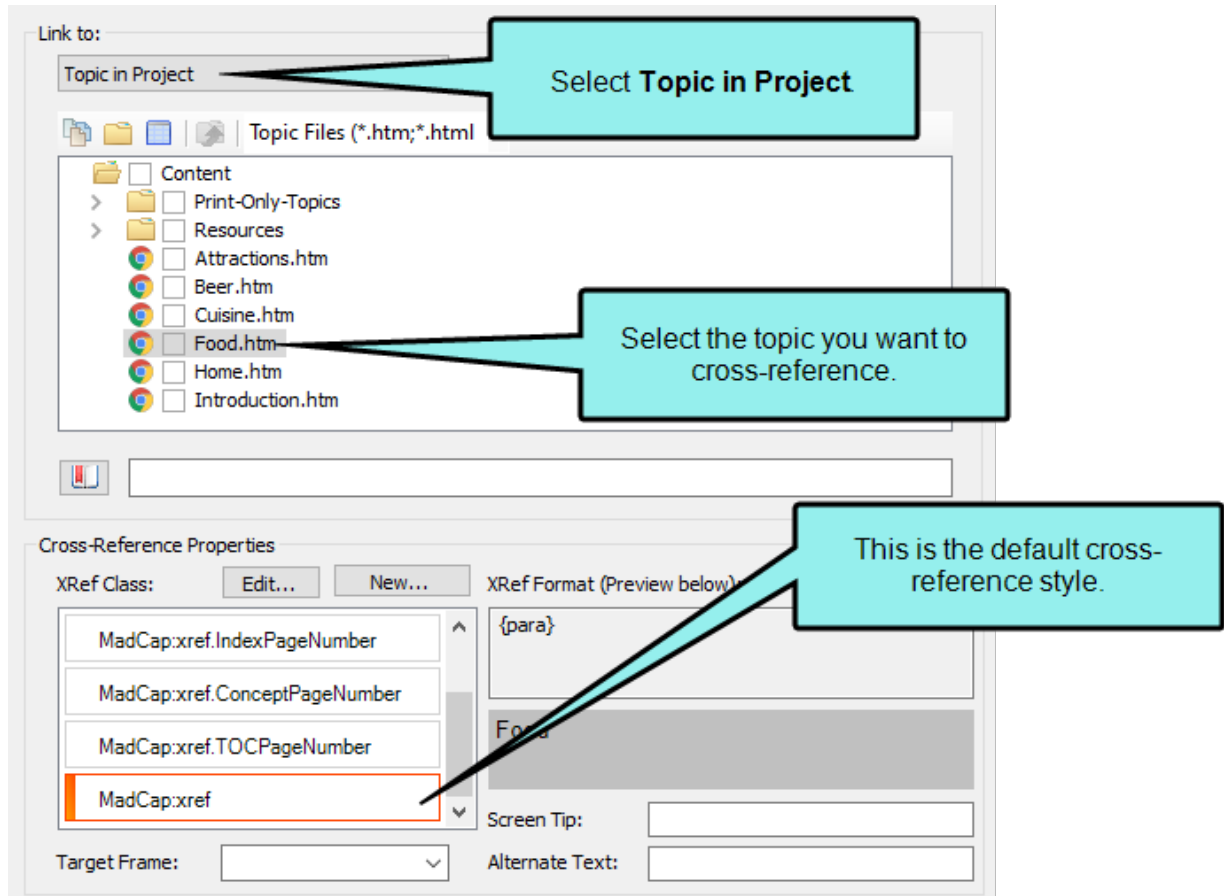 Link to:
Topic in Project
Select Topic in Project.
Topic Files (*.htm;*.html
Content
Print-Only-Topics
Resources
Attractions.htm
Beer.htm
Cuisine.htm
Food.htm
Select the topic you want to
cross-reference.
Home.htm
Introduction.htm
Cross-Reference Properties
This is the default cross-
reference style.
XRef Class:
Edit...
New...
XRef Format (Preview below):
{para}
MadCap:xref.IndexPageNumber
MadCap:xref.ConceptPageNumber
MadCap:xref.TOCPageNumber
MadCap:xref
Food
Screen Tip:
Target Frame:
Alternate Text: